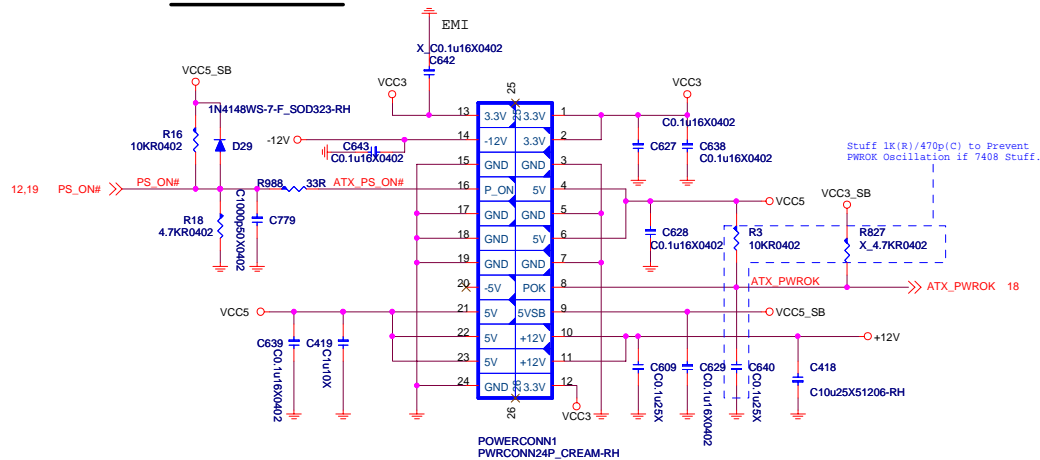 EMI
X_C0.1u16X0402
C642
VCC5_SB
VCC3
VCC3
25
1N4148WS-7-F_SOD323-RH
R16
10KR0402
D29
-12V
C643
C0.1u16X0402
C0.1u16X0402
C627
C638
C0.1u16X0402
Stuff 1K(R)/470p(C) to Prevent
PWROK Oscillation if 7408 Stuff.
12,19
PS_ON#
PS_ON#
R988
33R
ATX_PS_ON#
R18
4.7KR0402
C1000p50X0402
C779
13
3.3V
25
3.3V
1
14
-12V
3.3V
2
15
GND
GND
3
16
P_ON
5V
4
17
GND
GND
5
18
GND
5V
6
19
GND
GND
7
20
-5V
POK
8
21
5V
5VSB
9
22
5V
+12V
10
23
5V
+12V
11
24
GND
26
3.3V
12
26
VCC5
VCC3_SB
C628
C0.1u16X0402
R3
10KR0402
R827
X_4.7KR0402
ATX_PWROK
ATX_PWROK
18
VCC5
VCC5_SB
+12V
C639
C0.1u16X0402
C419
C1u10X
C609
C0.1u25X
C629
C0.1u16X0402
C640
C0.1u25X
C418
C10u25X51206-RH
VCC3
POWERCONN1
PWRCONN24P_CREAM-RH